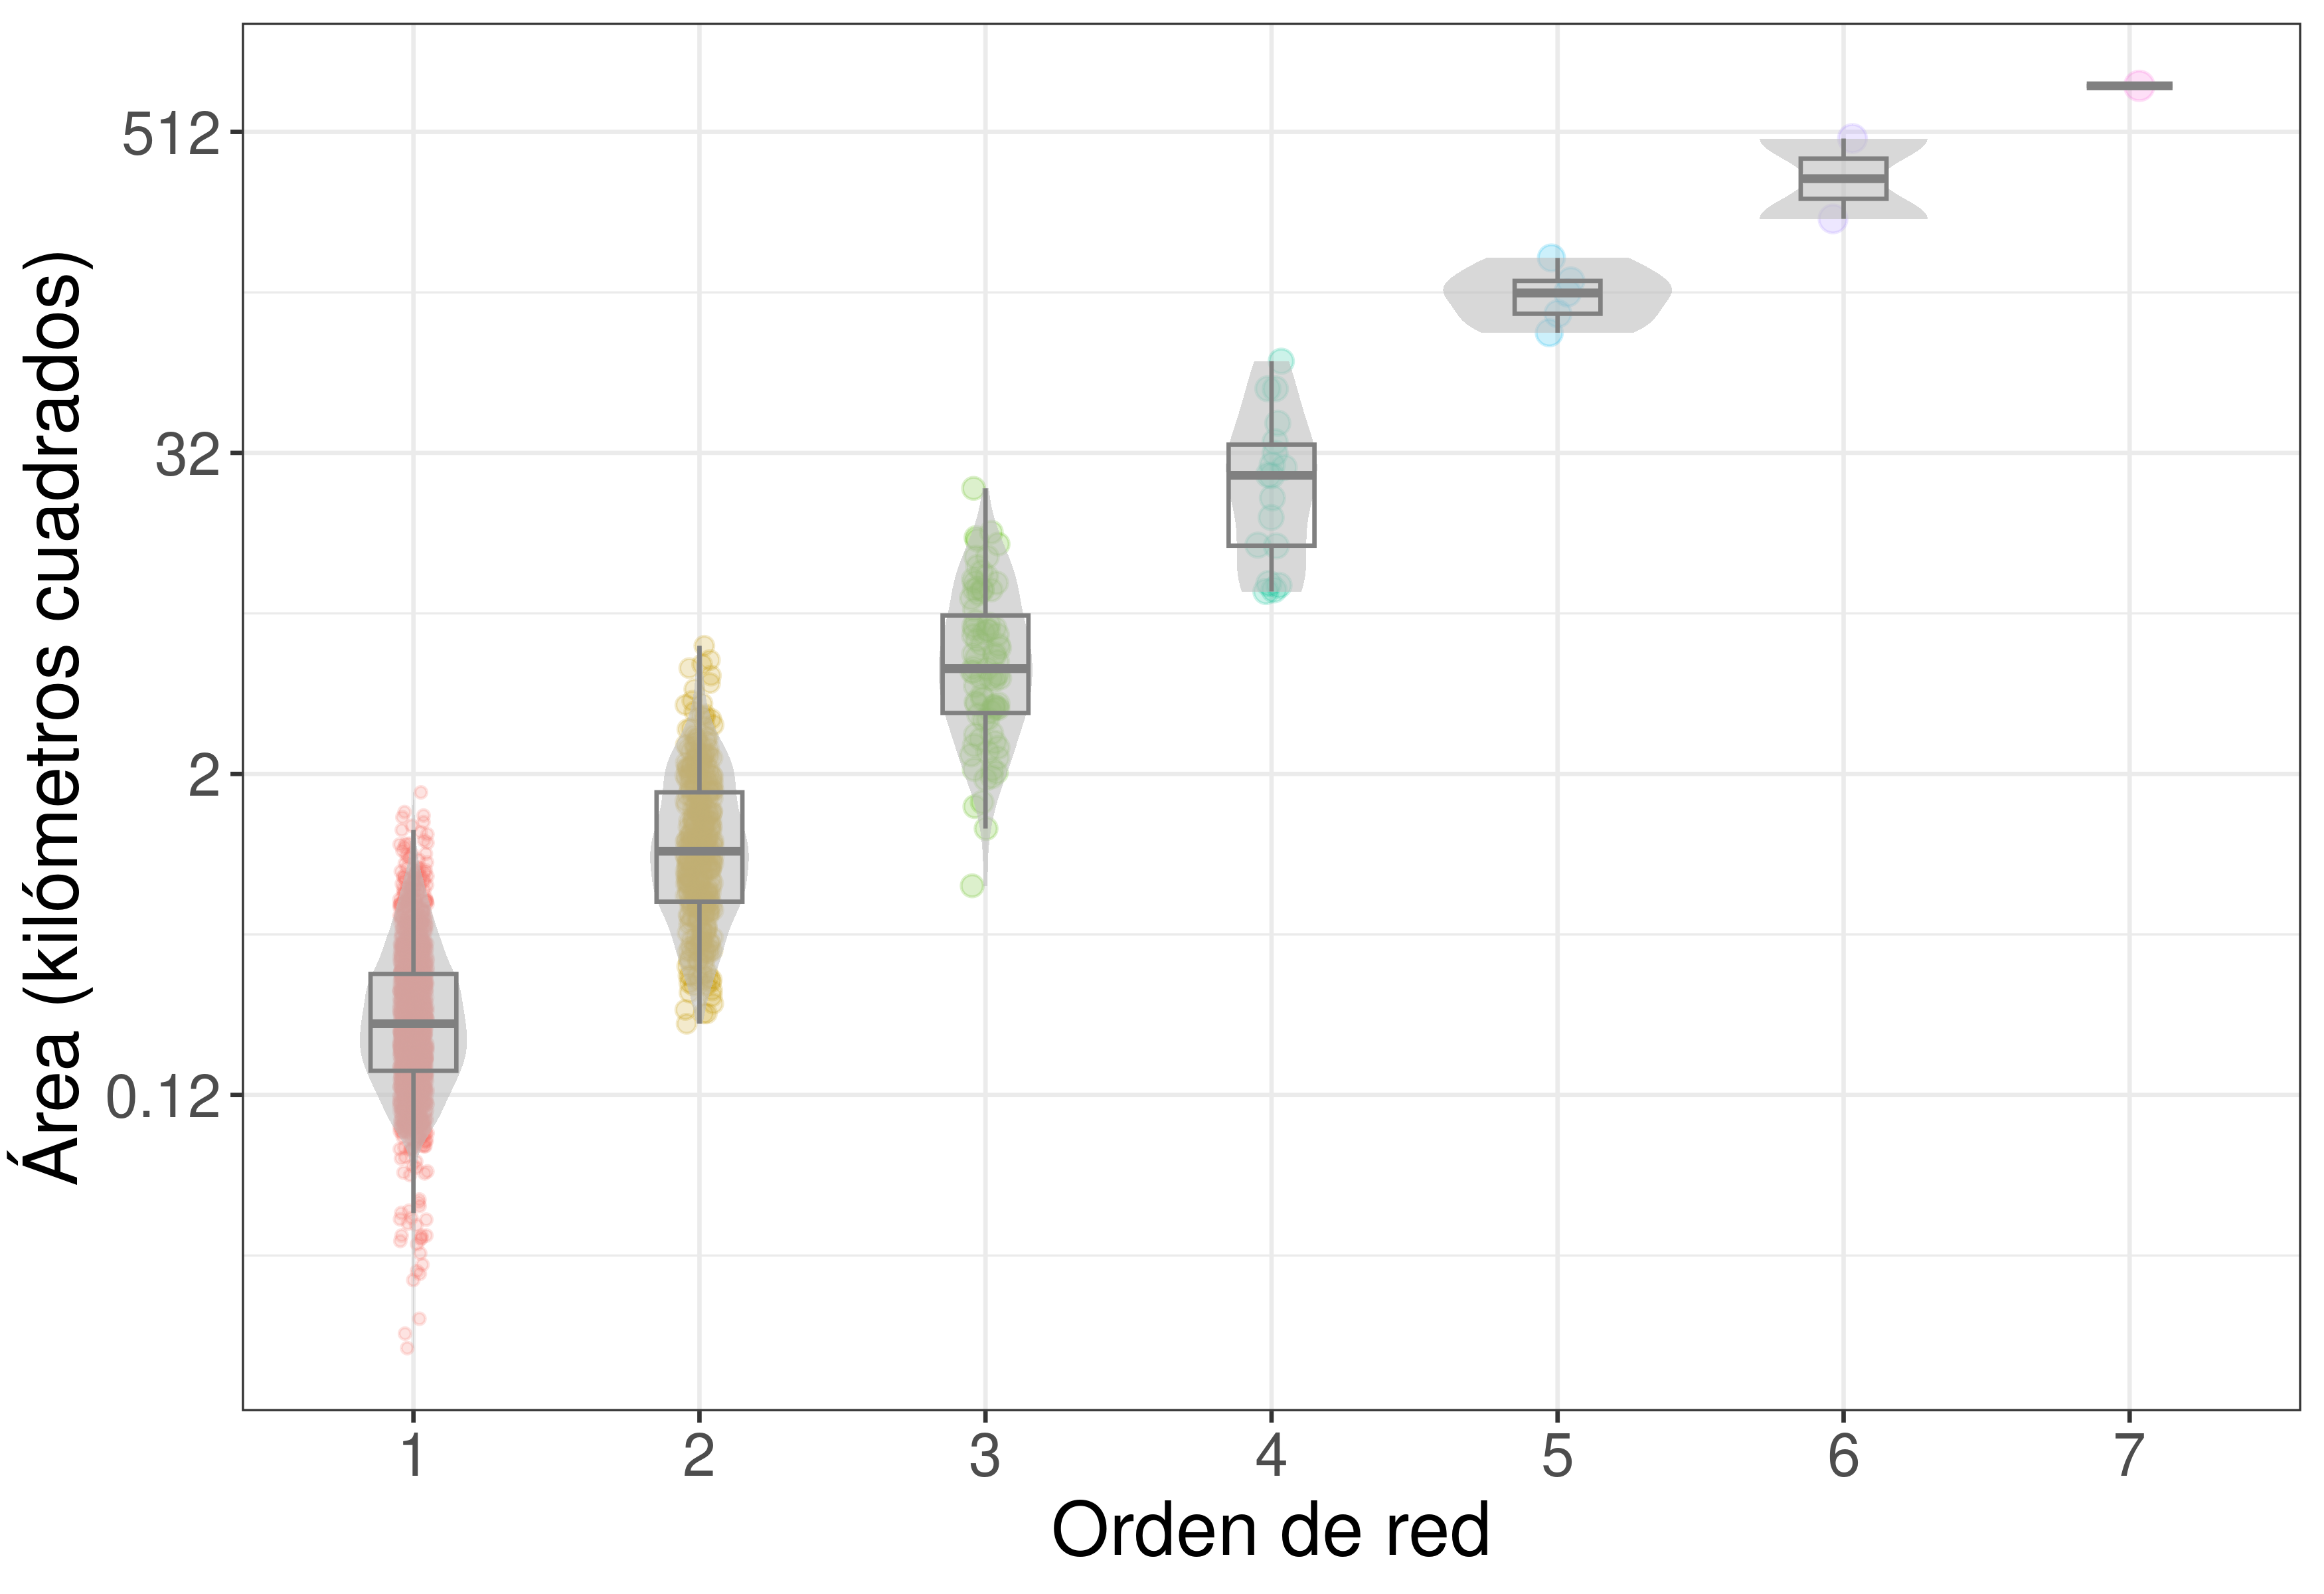 Área (kilómetros cuadrados)
512
32
2
0.12
1 2 3 4 5 6 7
Orden de red